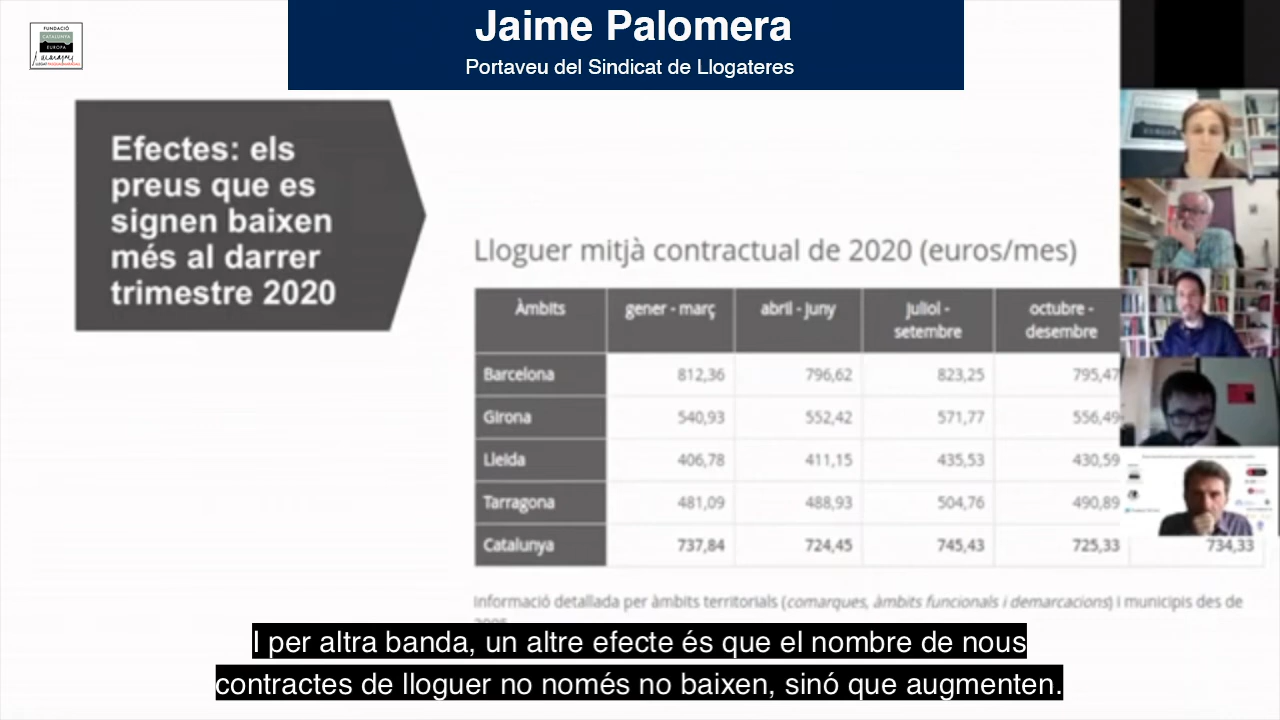 FUNDACIÓ
CATALUNYA
EUROPA
Jaime Palomera
Portaveu del Sindicat de Llogateres
Efectes: els
preus que es
signen baixen
més al darrer
trimestre 2020
Lloguer mitjà contractual de 2020 (euros/mes)
Àmbits gener - març abril - juny juliol - setembre octubre - desembre
Barcelona 812,36 796,62 823,25 795,47
Girona 540,93 552,42 571,77 556,49
Lleida 406,78 411,15 435,53 430,59
Tarragona 481,09 488,93 504,76 490,89
Catalunya 737,84 724,45 745,43 725,33 734,33
Informació detallada per àmbits territorials (comarques, àmbits funcionals i demarcacions) i municipis des de
I per altra banda, un altre efecte és que el nombre de nous
contractes de lloguer no només no baixen, sinó que augmenten.